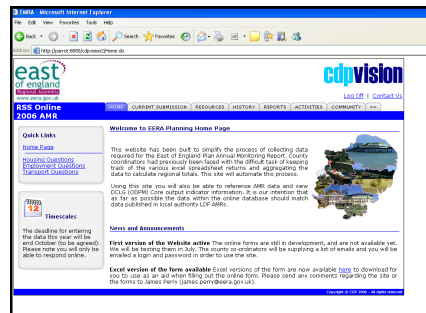 EMRA - Microsoft Internet Explorer
File Edit View Favorites Tools Help
Back Search Favorites
Address http://parrot:8080/cdpvision2/Home.do
east
of england
Regional Assembly
www.eera.gov.uk
cdpvision
Log Off | Contact Us
RSS Online
2006 AMR
HOME CURRENT SUBMISSION RESOURCES HISTORY REPORTS ACTIVITIES COMMUNITY >>
Quick Links
Home Page
Housing Questions
Employment Questions
Transport Questions
12
Timescales
The deadline for entering
the data this year will be
end October (to be agreed).
Please note you will only be
able to respond online.
Welcome to EERA Planning Home Page
This website has been built to simplify the process of collecting data
required for the East of England Plan Annual Monitoring Report. County
coordinators had previously been tasked with the difficult task of keeping
track of the various excel spreadsheet returns and aggregating the
data to calculate regional totals. This site will automate this process.
Using this site you will also be able to reference AMR data and view
DCLG (ODPM) Core output indicator information. It is our intention that
as far as possible the data within the online database should match
data published in local authority LDF AMRs.
News and Announcements
First version of the Website active The online forms are still in development, and are not available yet.
We will be testing them in July. The county co-ordinators will be supplying a list of emails and you will be
emailed a login and password in order to use the site.
Excel version of the form available Excel versions of the form are now available here to download for
you to use as an aid when filling out the online form. Please send any comments regarding the site or
the forms to James Perry (james.perry@eera.gov.uk).
Copyright © CDP 2006 - All rights reserved